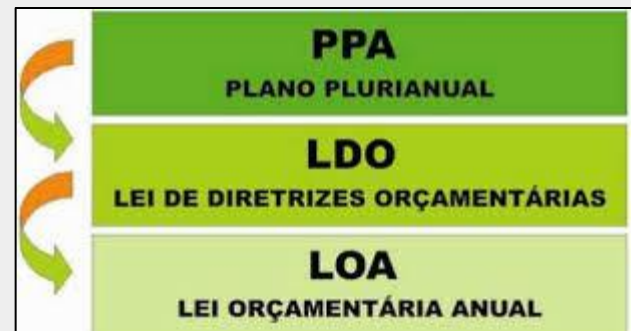 PPA
PLANO PLURIANUAL
LDO
LEI DE DIRETRIZES ORÇAMENTÁRIAS
LOA
LEI ORÇAMENTÁRIA ANUAL